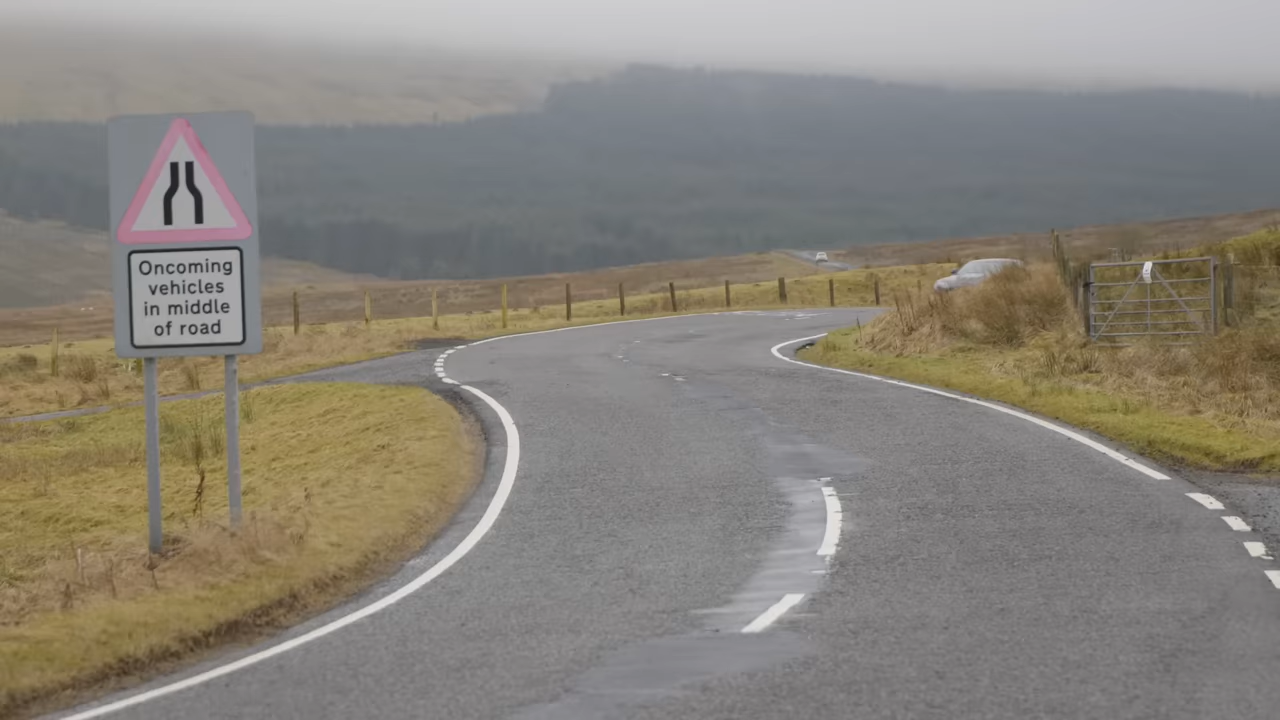 Oncoming
vehicles
in middle
of road